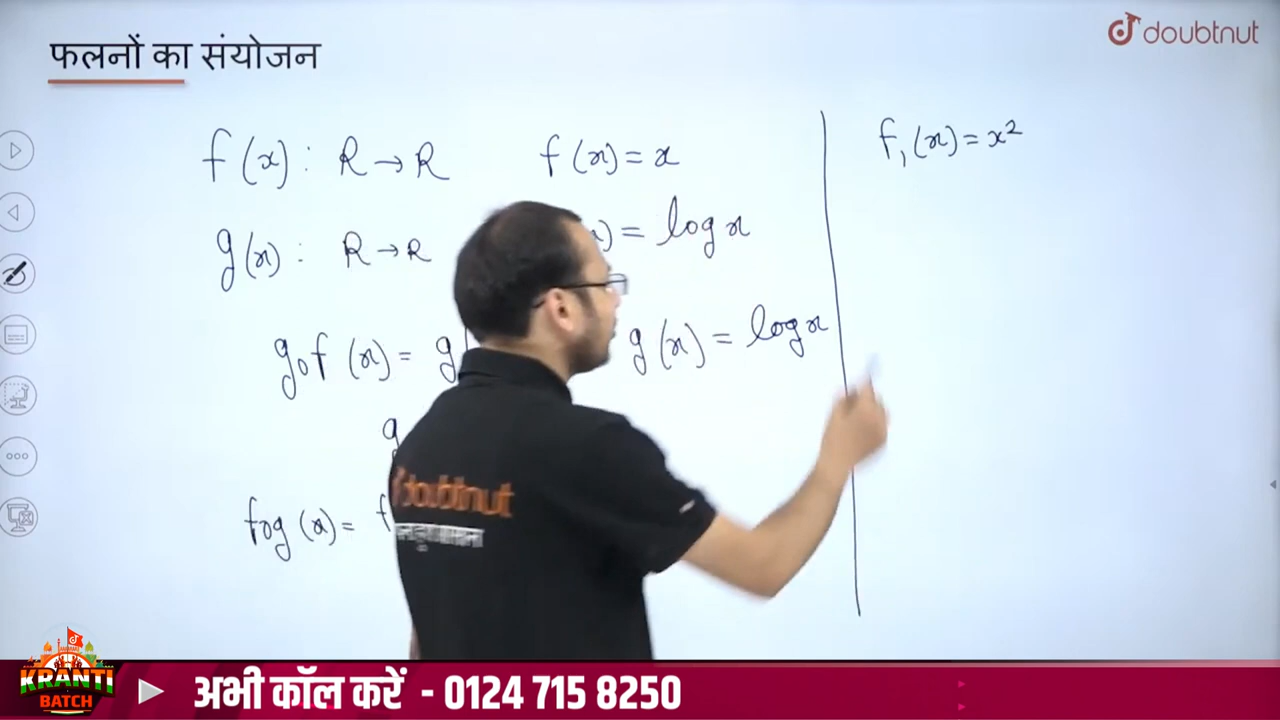 फलनों का संयोजन
doubtnut
f(x) : R → R f(x) = x
g(x) : R → R x) = log x
gof (x) = g( g(x) = log x
g
fog (x) = f
f₁(x) = x²
doubtnut
KRANTI
BATCH
अभी कॉल करें - 0124 715 8250